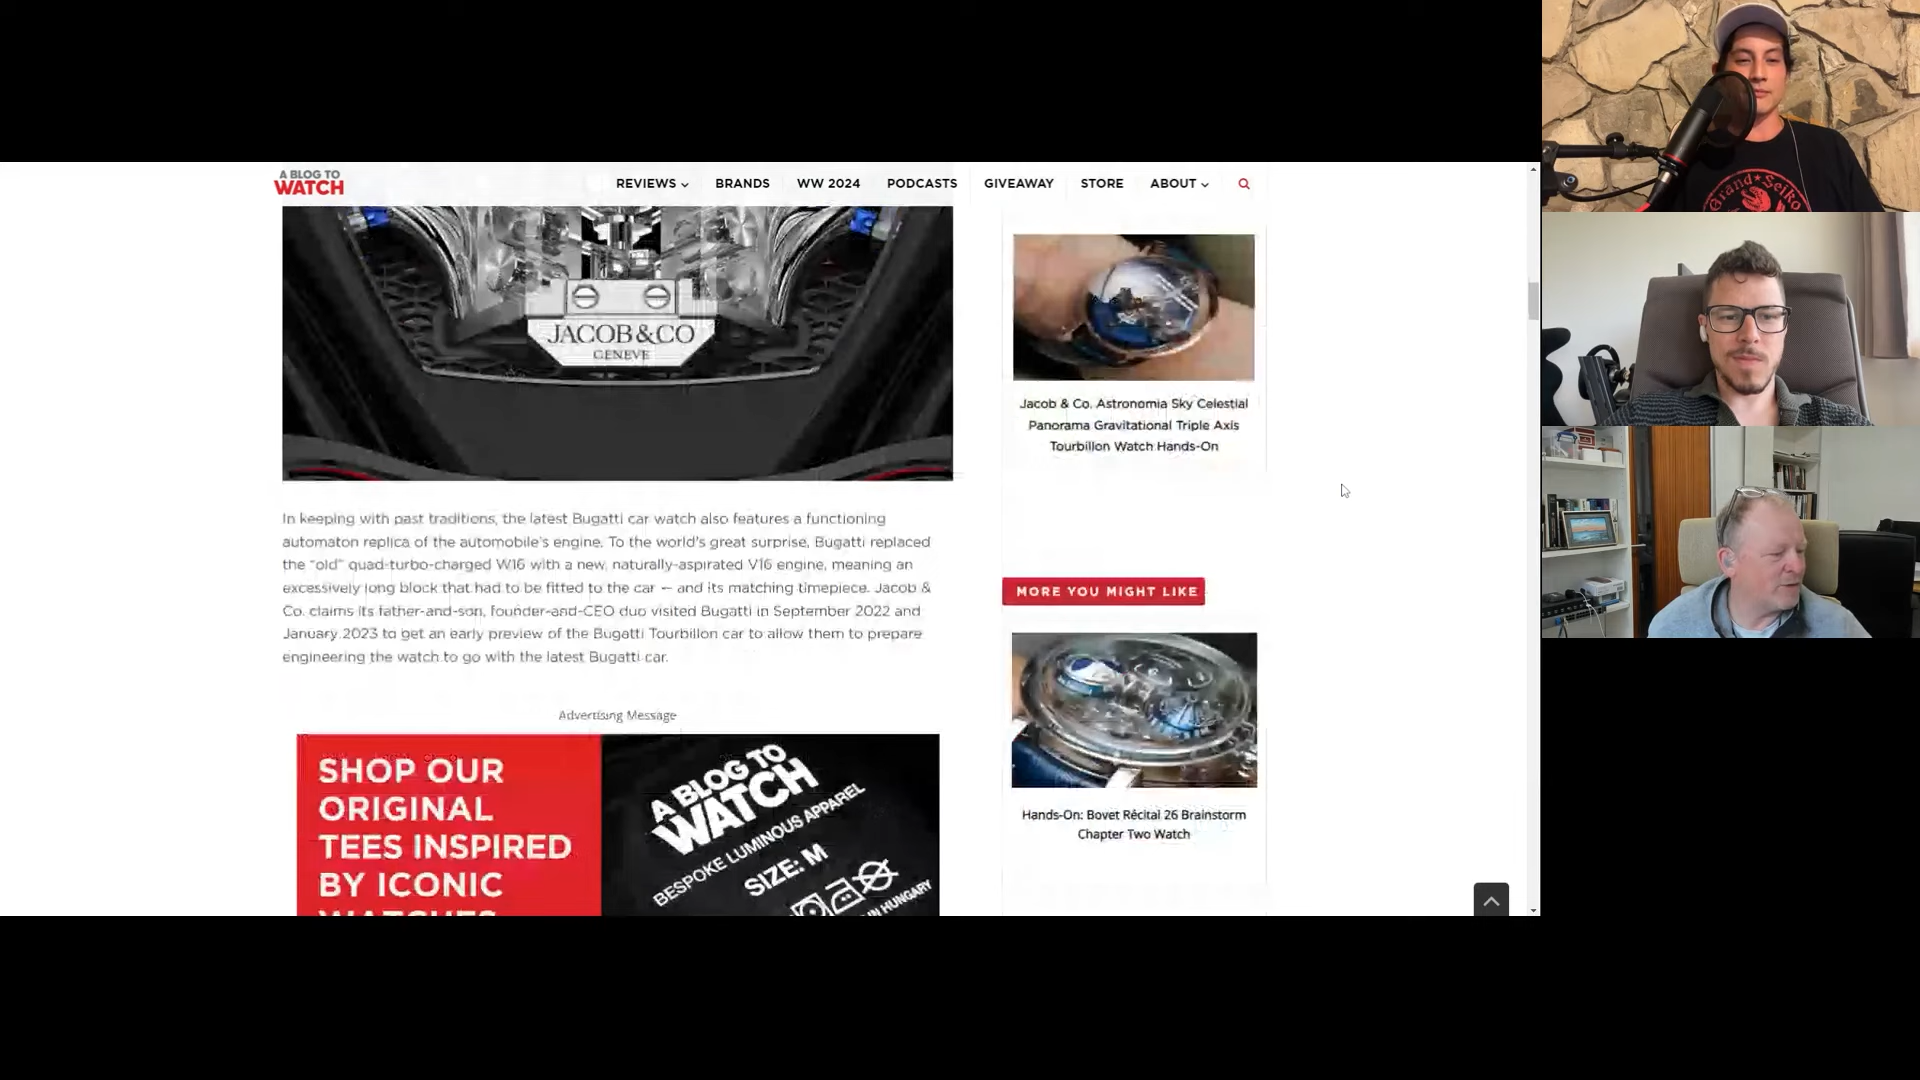 A BLOG TO
WATCH
REVIEWS
BRANDS
WW 2024
PODCASTS
GIVEAWAY
STORE
ABOUT
JACOB&CO
GENEVE
In keeping with past traditions, the latest Bugatti car watch also features a functioning
automaton replica of the automobile's engine. To the world's great surprise, Bugatti replaced
the "old" quad-turbo-charged W16 with a new, naturally-aspirated V16 engine, meaning an
excessively long block that had to be fitted to the car — and its matching timepiece. Jacob &
Co. claims its father-and-son, founder-and-CEO duo visited Bugatti in September 2022 and
January 2023 to get an early preview of the Bugatti Tourbillon car to allow them to prepare
engineering the watch to go with the latest Bugatti car.
Advertising Message
SHOP OUR
ORIGINAL
TEES INSPIRED
BY ICONIC
WATCHES
A BLOG TO
WATCH
BESPOKE LUMINOUS APPAREL
SIZE: M
IN HUNGARY
Jacob & Co. Astronomia Sky Celestial
Panorama Gravitational Triple Axis
Tourbillon Watch Hands-On
MORE YOU MIGHT LIKE
Hands-On: Bovet Récital 26 Brainstorm
Chapter Two Watch
Grand Seiko